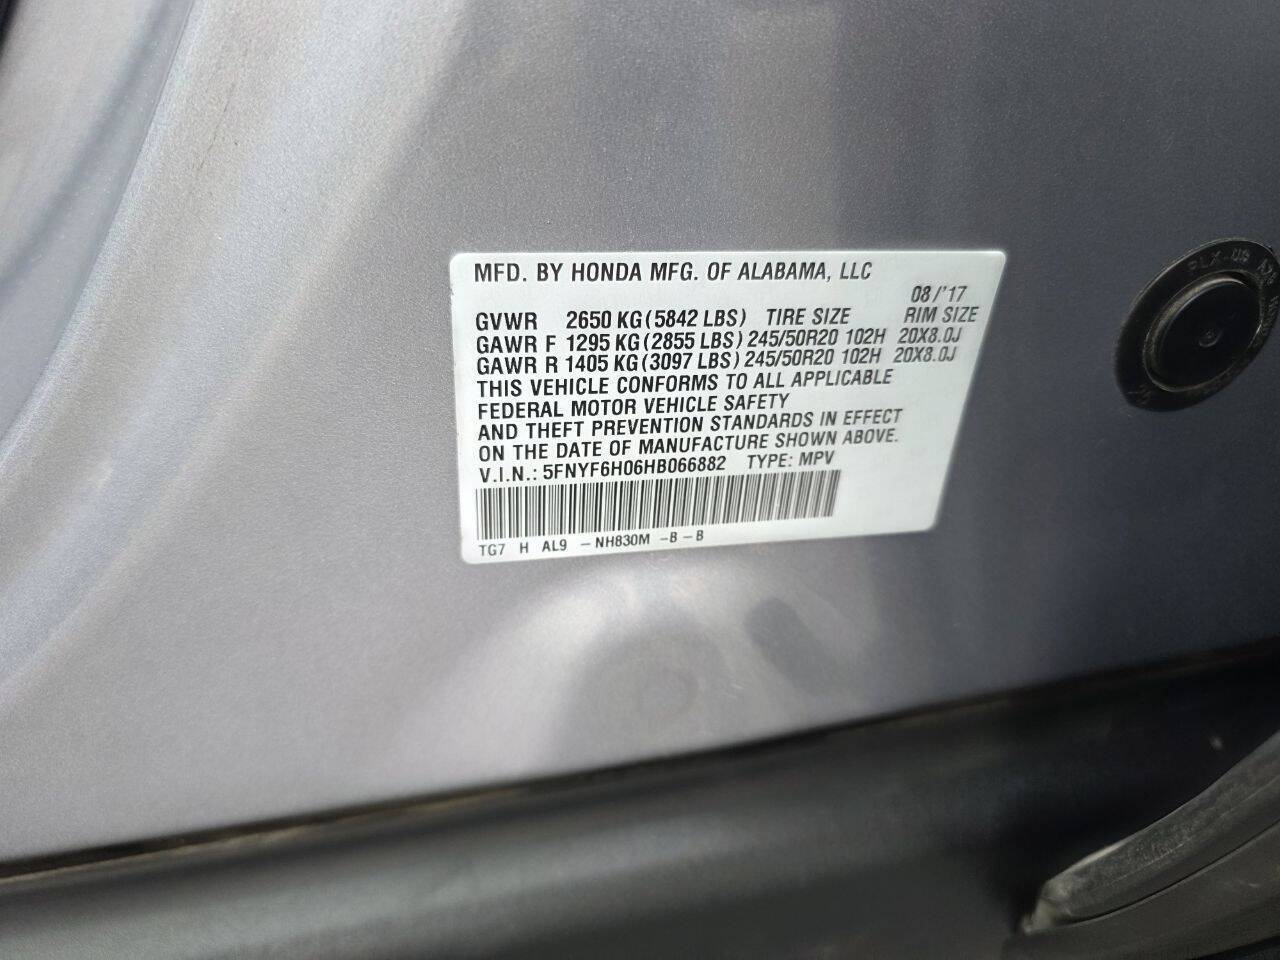 MFD. BY HONDA MFG. OF ALABAMA, LLC
08/'17
GVWR 2650 KG(5842 LBS) TIRE SIZE RIM SIZE
GAWR F 1295 KG(2855 LBS) 245/50R20 102H 20X8.0J
GAWR R 1405 KG(3097 LBS) 245/50R20 102H 20X8.0J
THIS VEHICLE CONFORMS TO ALL APPLICABLE
FEDERAL MOTOR VEHICLE SAFETY
AND THEFT PREVENTION STANDARDS IN EFFECT
ON THE DATE OF MANUFACTURE SHOWN ABOVE.
V.I.N.: 5FNYF6H06HB066882 TYPE: MPV
TG7 H AL9 -NH830M -B-B